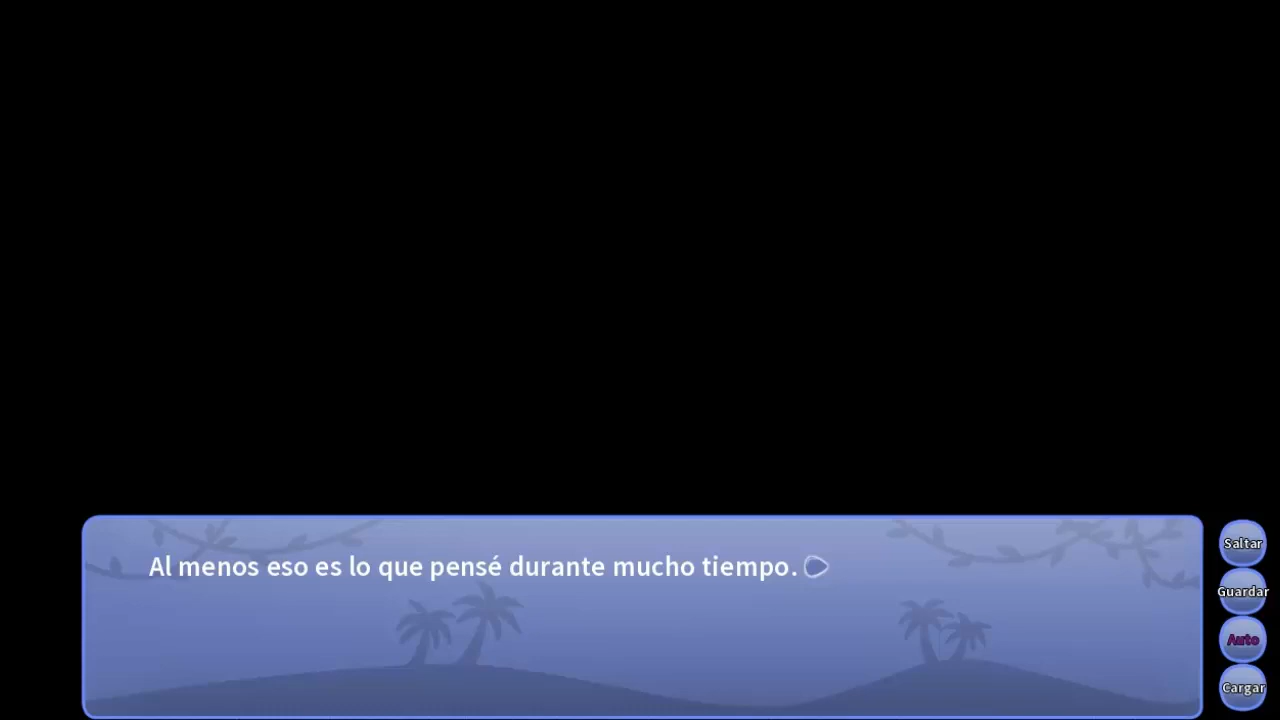 Al menos eso es lo que pensé durante mucho tiempo.
Saltar
Guardar
Auto
Cargar